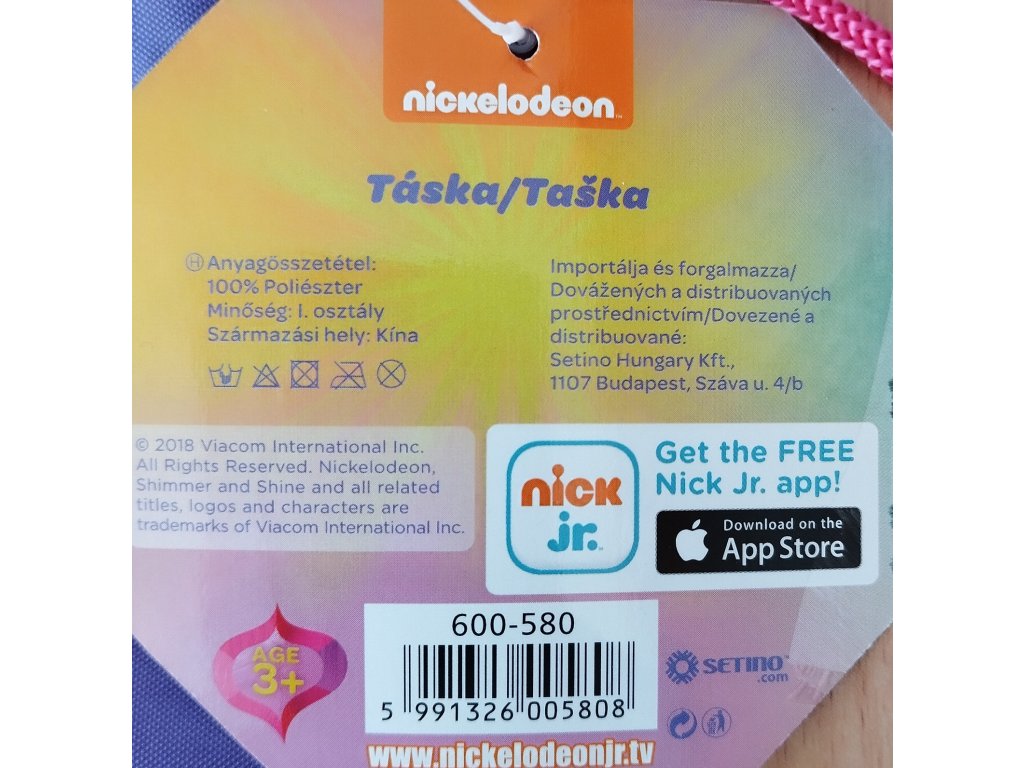 nickelodeon™
Táska/Taška
Ⓗ Anyagösszetétel:
100% Poliészter
Minőség: I. osztály
Származási hely: Kína
Importálja és forgalmazza/
Dovážených a distribuovaných
prostřednictvím/Dovezené a
distribuované:
Setino Hungary Kft.,
1107 Budapest, Száva u. 4/b
© 2018 Viacom International Inc.
All Rights Reserved. Nickelodeon,
Shimmer and Shine and all related
titles, logos and characters are
trademarks of Viacom International Inc.
nick
jr.™
Get the FREE
Nick Jr. app!
Download on the
App Store
AGE
3+
600-580
5 991326 005808
www.nickelodeonjr.tv
SETINO™
.com